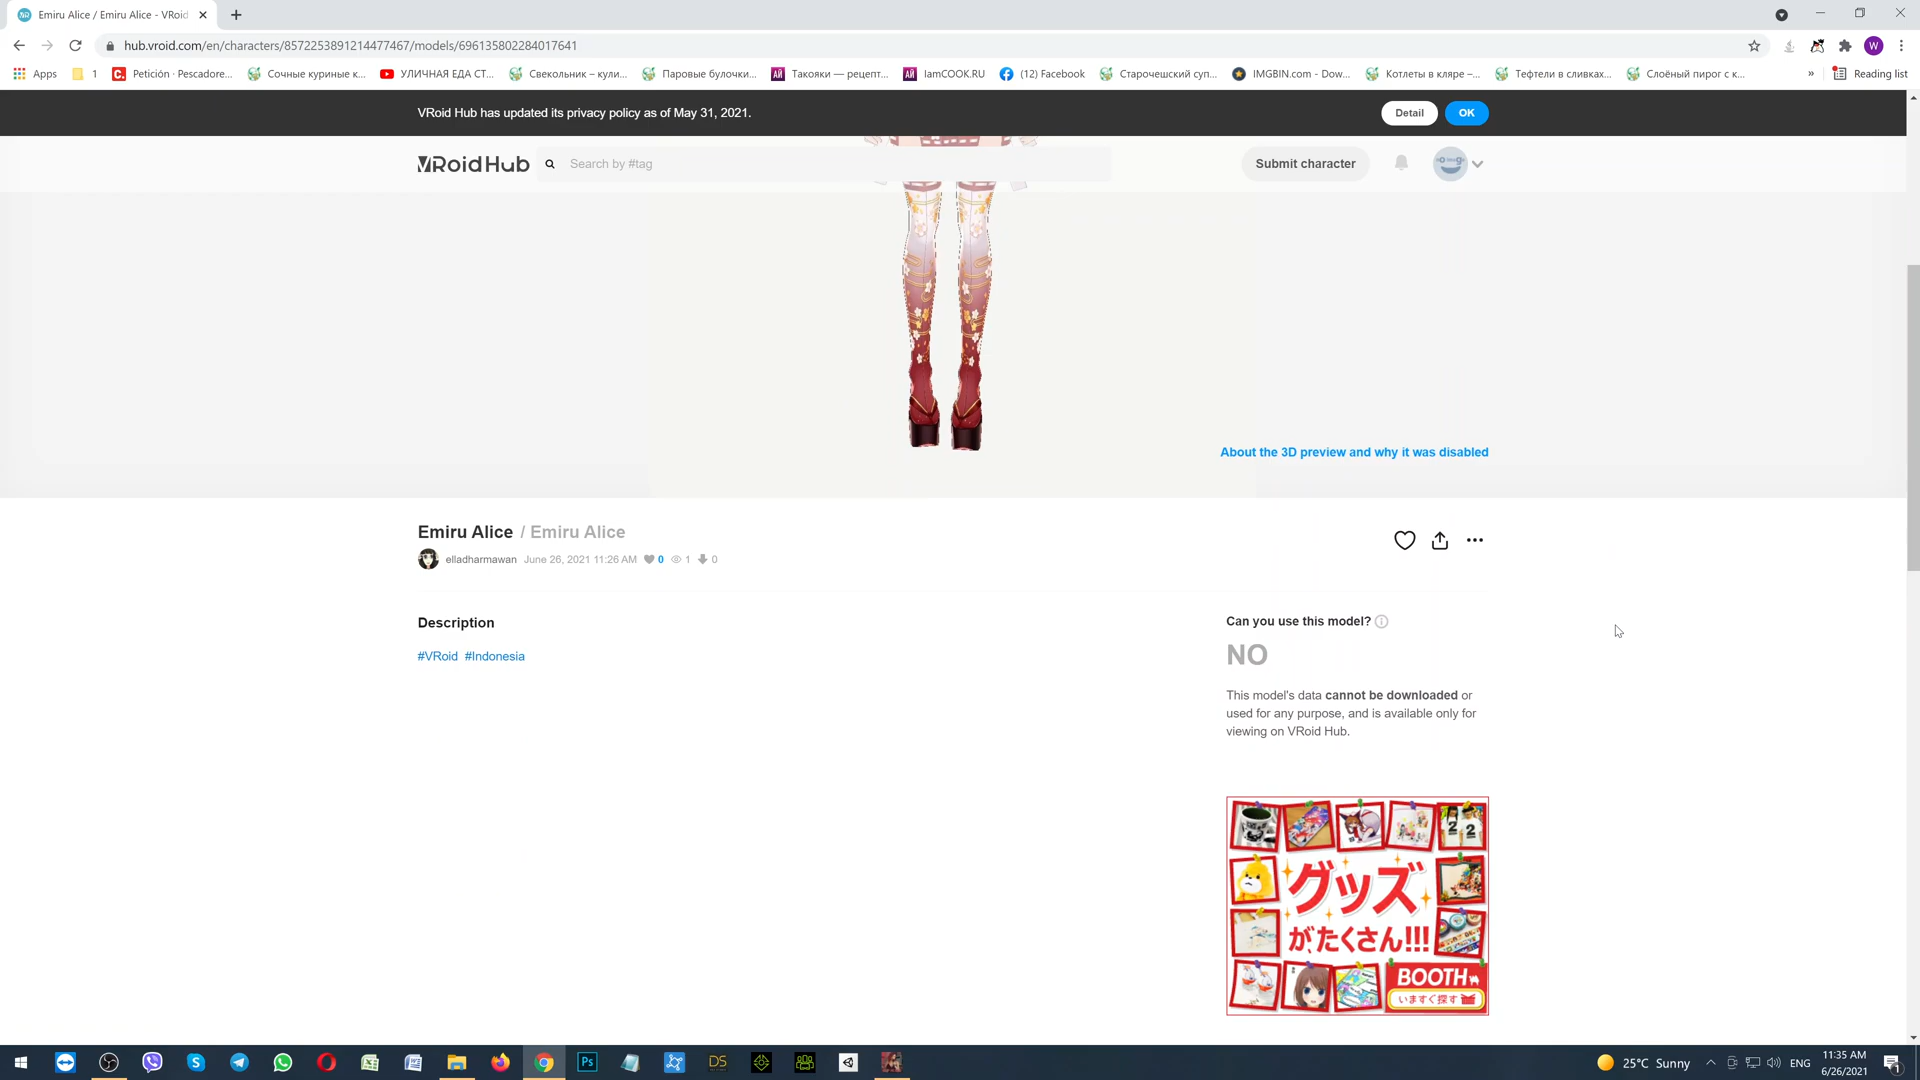 Emiru Alice / Emiru Alice - VRoid
hub.vroid.com/en/characters/8572253891214477467/models/696135802284017641
W
Apps
1
Petición · Pescadore...
Сочные куриные к...
УЛИЧНАЯ ЕДА СТ...
Свекольник – кули...
Паровые булочки...
Такояки — рецепт...
IamCOOK.RU
(12) Facebook
Старочешский суп...
IMGBIN.com - Dow...
Котлеты в кляре –...
Тефтели в сливках...
Слоёный пирог с к...
»
Reading list
VRoid Hub has updated its privacy policy as of May 31, 2021.
Detail
OK
VRoidHub
Search by #tag
Submit character
About the 3D preview and why it was disabled
Emiru Alice / Emiru Alice
elladharmawan June 26, 2021 11:26 AM 0 1 0
Description
#VRoid #Indonesia
Can you use this model?
NO
This model's data cannot be downloaded or
used for any purpose, and is available only for
viewing on VRoid Hub.
グッズ
がたくさん!!!
BOOTH
いますぐ探す
25°C Sunny
ENG
11:35 AM
6/26/2021